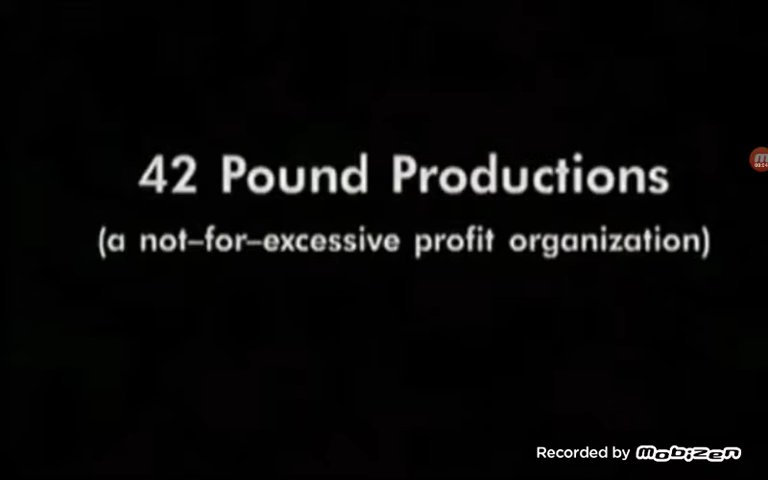 42 Pound Productions
(a not–for–excessive profit organization)
Recorded by mobizen